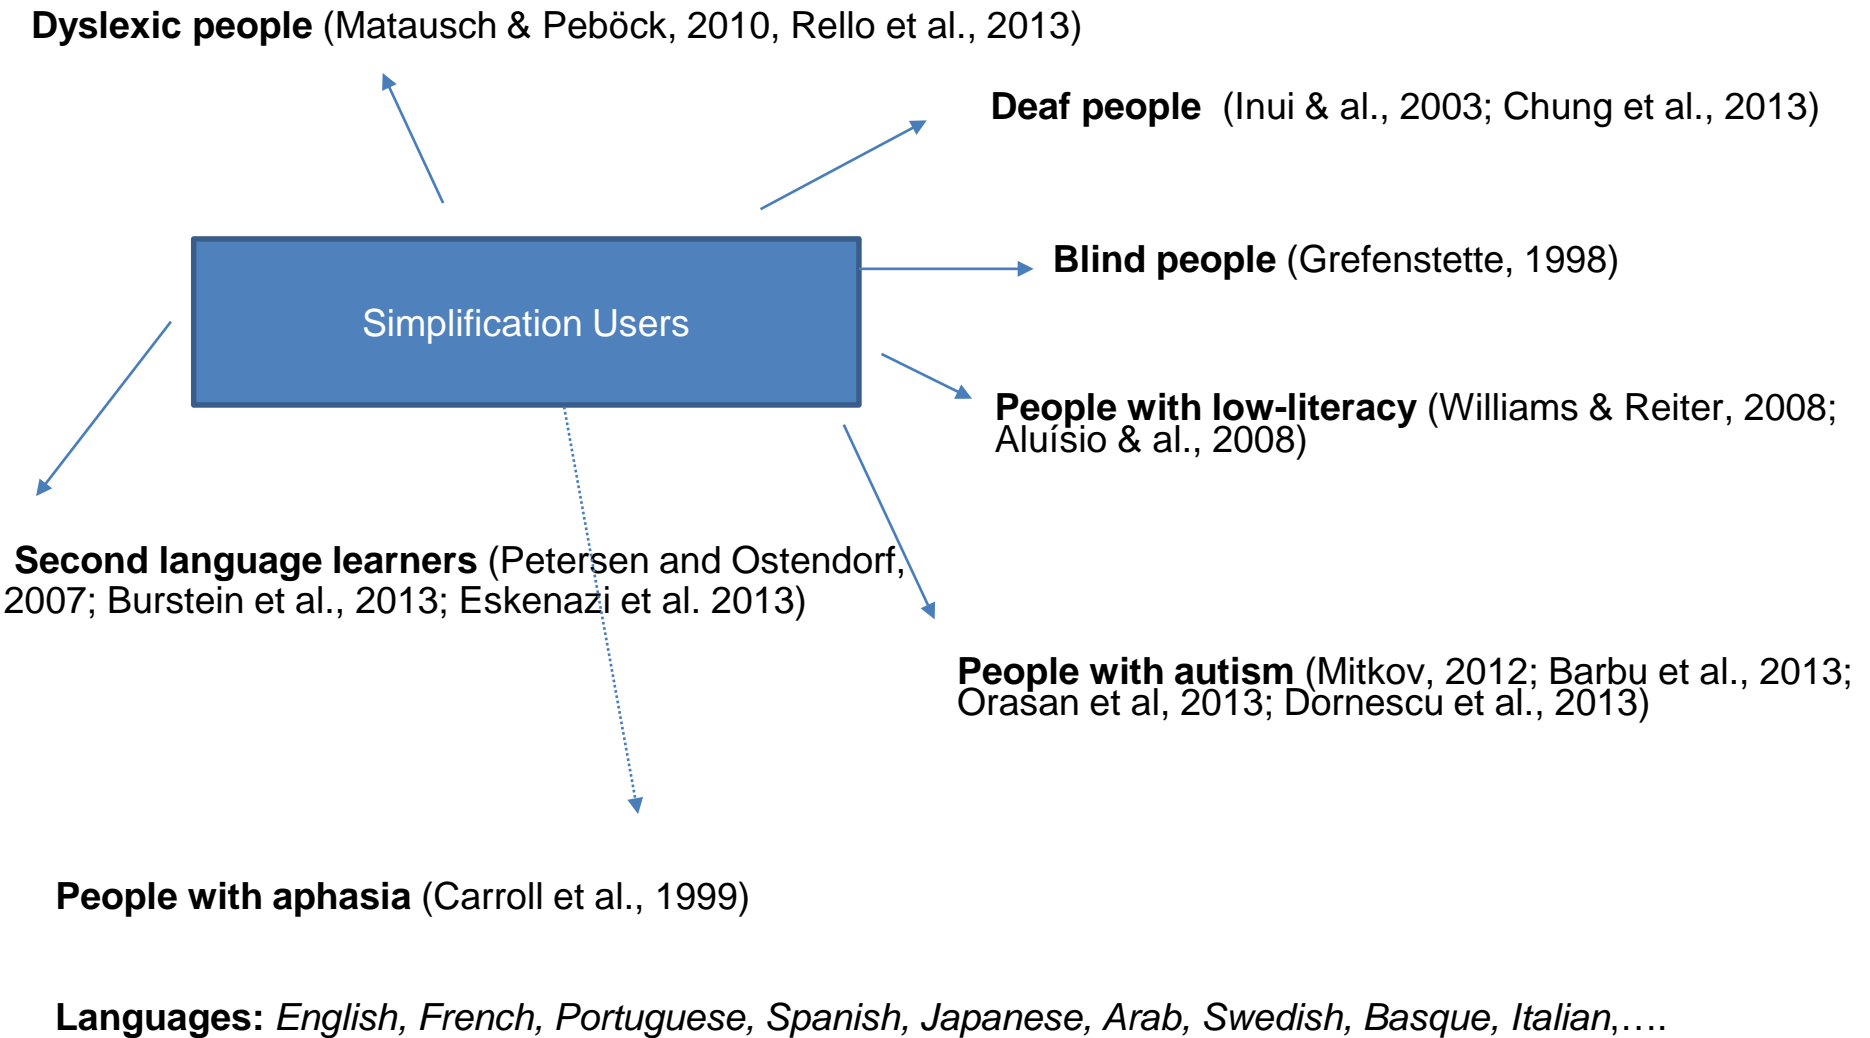 Dyslexic people (Matausch & Peböck, 2010, Rello et al., 2013)
Deaf people (Inui & al., 2003; Chung et al., 2013)
Blind people (Grefenstette, 1998)
Simplification Users
People with low-literacy (Williams & Reiter, 2008;
Aluísio & al., 2008)
Second language learners (Petersen and Ostendorf,
2007; Burstein et al., 2013; Eskenazi et al. 2013)
People with autism (Mitkov, 2012; Barbu et al., 2013;
Orasan et al, 2013; Dornescu et al., 2013)
People with aphasia (Carroll et al., 1999)
Languages: English, French, Portuguese, Spanish, Japanese, Arab, Swedish, Basque, Italian,….